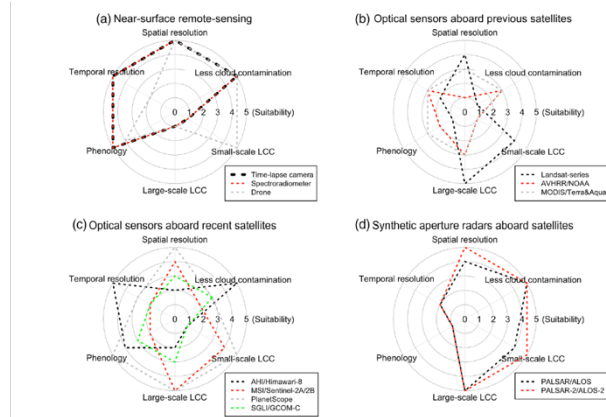 (a) Near-surface remote-sensing
Spatial resolution
Temporal resolution
Less cloud contamination
0 1 2 3 4 5 (Suitability)
Phenology
Small-scale LCC
Large-scale LCC
Time-lapse camera
Spectroradiometer
Drone
(b) Optical sensors aboard previous satellites
Spatial resolution
Temporal resolution
Less cloud contamination
0 1 2 3 4 5 (Suitability)
Phenology
Small-scale LCC
Large-scale LCC
Landsat-series
AVHRR/NOAA
MODIS/Terra&Aqua
(c) Optical sensors aboard recent satellites
Spatial resolution
Temporal resolution
Less cloud contamination
0 1 2 3 4 5 (Suitability)
Phenology
Small-scale LCC
Large-scale LCC
AHI/Himawari-8
MSI/Sentinel-2A/2B
PlanetScope
SGLI/GCOM-C
(d) Synthetic aperture radars aboard satellites
Spatial resolution
Temporal resolution
Less cloud contamination
0 1 2 3 4 5 (Suitability)
Phenology
Small-scale LCC
Large-scale LCC
PALSAR/ALOS
PALSAR-2/ALOS-2